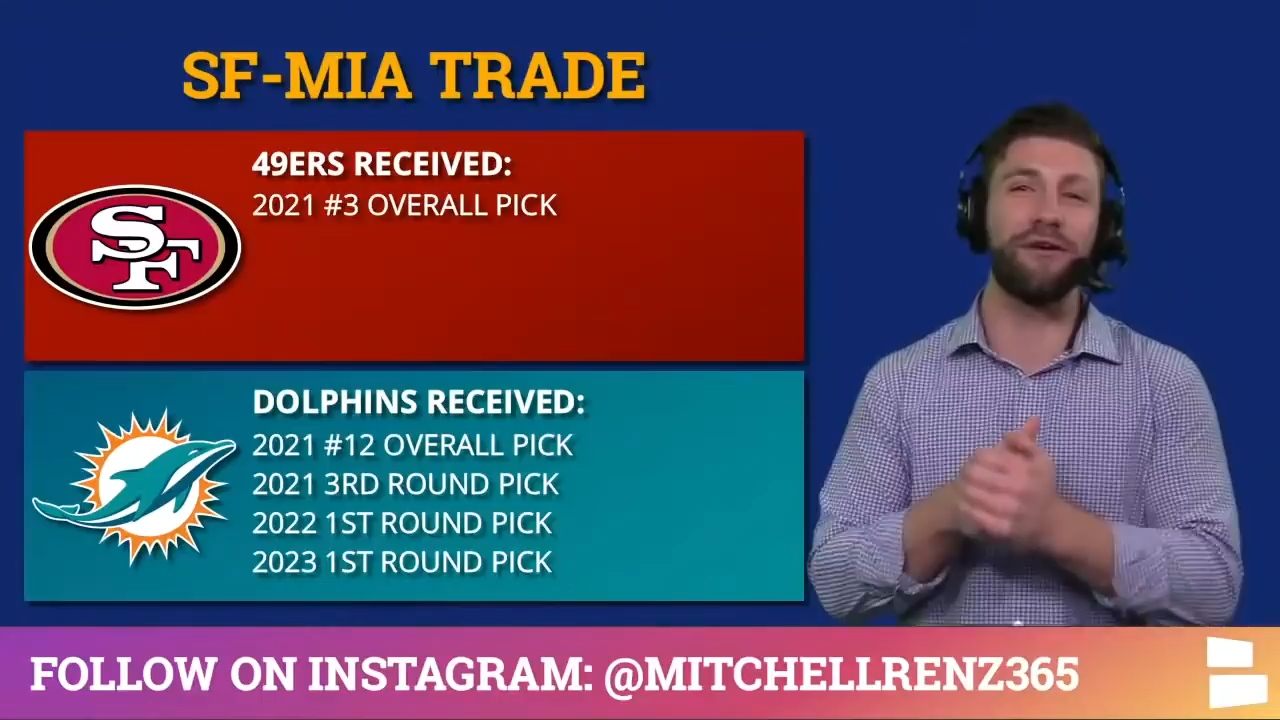 SF-MIA TRADE
49ERS RECEIVED:
2021 #3 OVERALL PICK
SF
DOLPHINS RECEIVED:
2021 #12 OVERALL PICK
2021 3RD ROUND PICK
2022 1ST ROUND PICK
2023 1ST ROUND PICK
FOLLOW ON INSTAGRAM: @MITCHELLRENZ365